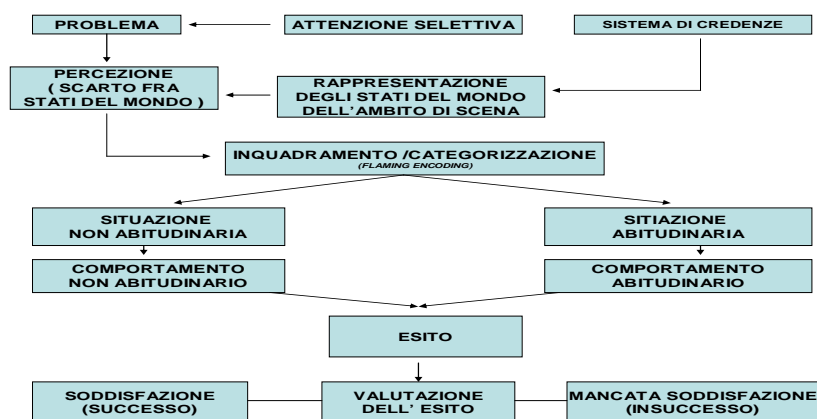 PROBLEMA
ATTENZIONE SELETTIVA
SISTEMA DI CREDENZE
PERCEZIONE
( SCARTO FRA
STATI DEL MONDO )
RAPPRESENTAZIONE
DEGLI STATI DEL MONDO
DELL'AMBITO DI SCENA
INQUADRAMENTO /CATEGORIZZAZIONE
(FLAMING ENCODING)
SITUAZIONE
NON ABITUDINARIA
SITIAZIONE
ABITUDINARIA
COMPORTAMENTO
NON ABITUDINARIO
COMPORTAMENTO
ABITUDINARIO
ESITO
SODDISFAZIONE
(SUCCESSO)
VALUTAZIONE
DELL' ESITO
MANCATA SODDISFAZIONE
(INSUCCESSO)